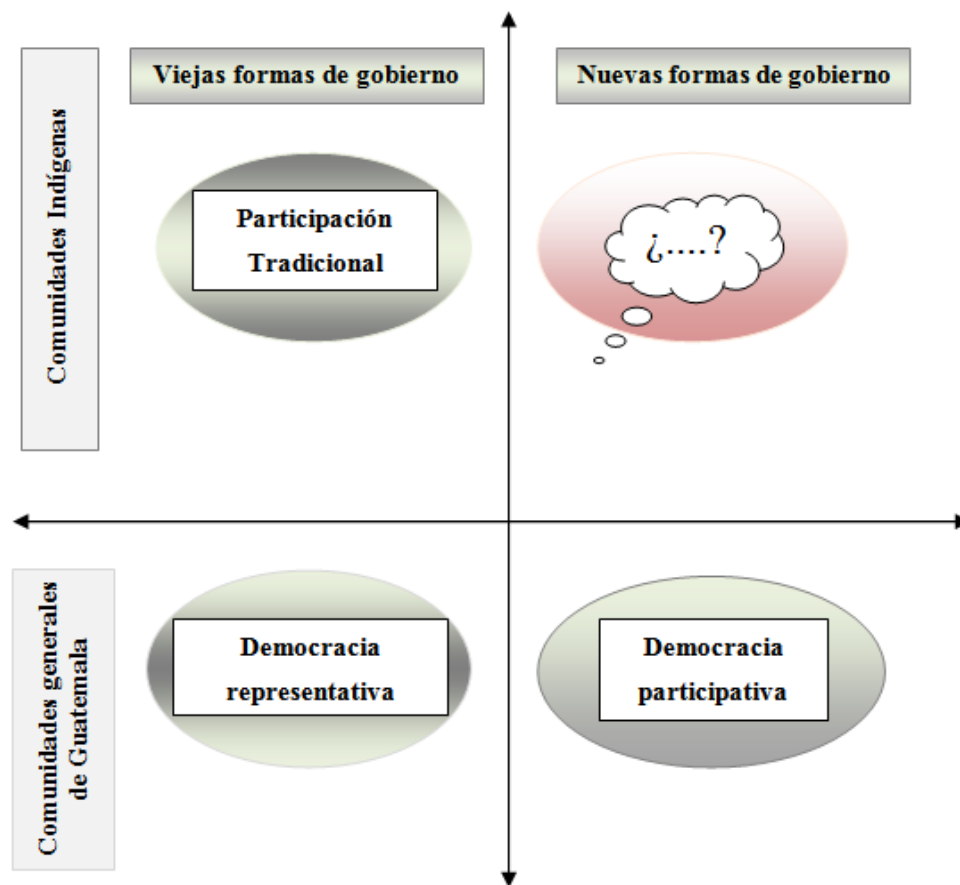 Viejas formas de gobierno
Nuevas formas de gobierno
Comunidades Indígenas
Participación
Tradicional
¿....?
Comunidades generales
de Guatemala
Democracia
representativa
Democracia
participativa